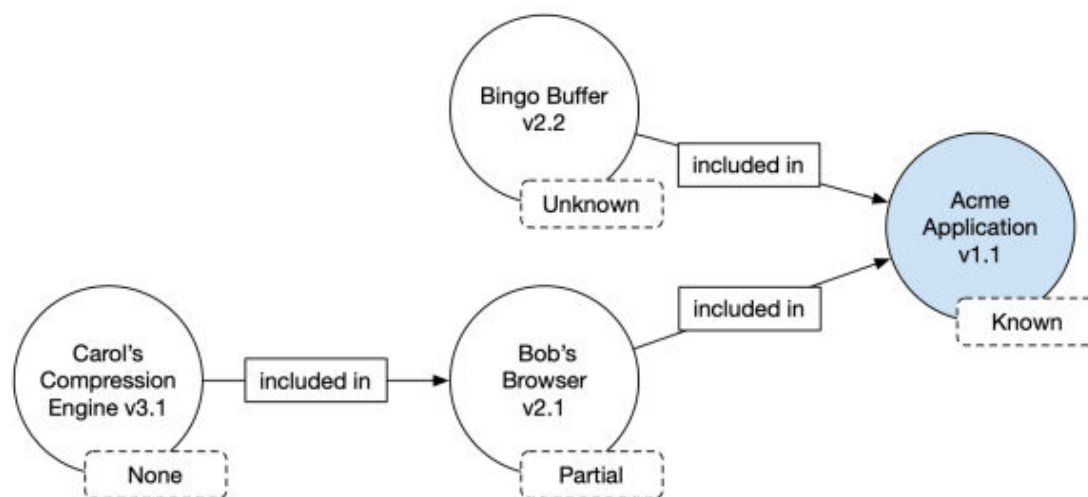 Bingo Buffer
v2.2
Unknown
included in
Acme
Application
v1.1
Known
included in
Carol's
Compression
Engine v3.1
None
included in
Bob's
Browser
v2.1
Partial